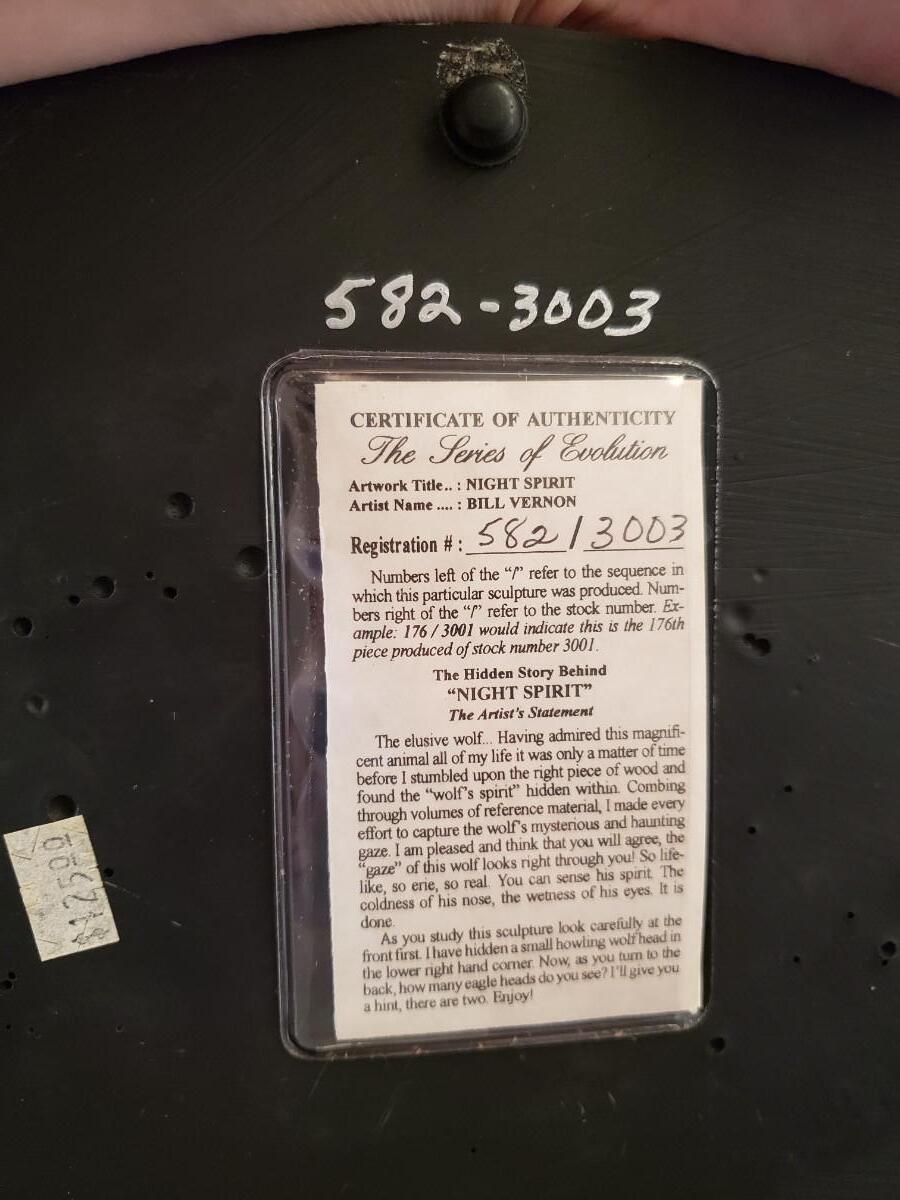 582-3003
CERTIFICATE OF AUTHENTICITY
The Series of Evolution
Artwork Title.. : NIGHT SPIRIT
Artist Name .... : BILL VERNON
Registration # : 582 / 3003
Numbers left of the “/” refer to the sequence in
which this particular sculpture was produced. Num-
bers right of the “/” refer to the stock number. Ex-
ample: 176 / 3001 would indicate this is the 176th
piece produced of stock number 3001.
The Hidden Story Behind
“NIGHT SPIRIT”
The Artist's Statement
The elusive wolf... Having admired this magnifi-
cent animal all of my life it was only a matter of time
before I stumbled upon the right piece of wood and
found the “wolf's spirit” hidden within. Combing
through volumes of reference material, I made every
effort to capture the wolf's mysterious and haunting
gaze. I am pleased and think that you will agree, the
“gaze” of this wolf looks right through you! So life-
like, so erie, so real. You can sense his spirit. The
coldness of his nose, the wetness of his eyes. It is
done.
As you study this sculpture look carefully at the
front first. I have hidden a small howling wolf head in
the lower right hand corner. Now, as you turn to the
back, how many eagle heads do you see? I'll give you
a hint, there are two. Enjoy!
$12500